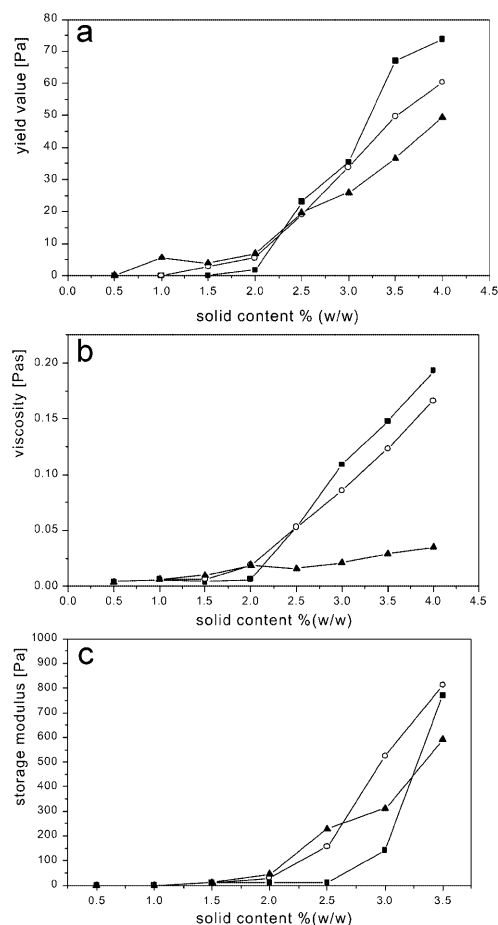 a
yield value [Pa]
80
70
60
50
40
30
20
10
0
0.0 0.5 1.0 1.5 2.0 2.5 3.0 3.5 4.0 4.5
solid content % (w/w)
b
viscosity [Pas]
0.20
0.15
0.10
0.05
0.00
0.0 0.5 1.0 1.5 2.0 2.5 3.0 3.5 4.0 4.5
solid content %(w/w)
c
storage modulus [Pa]
1000
900
800
700
600
500
400
300
200
100
0
0.5 1.0 1.5 2.0 2.5 3.0 3.5
solid content %(w/w)